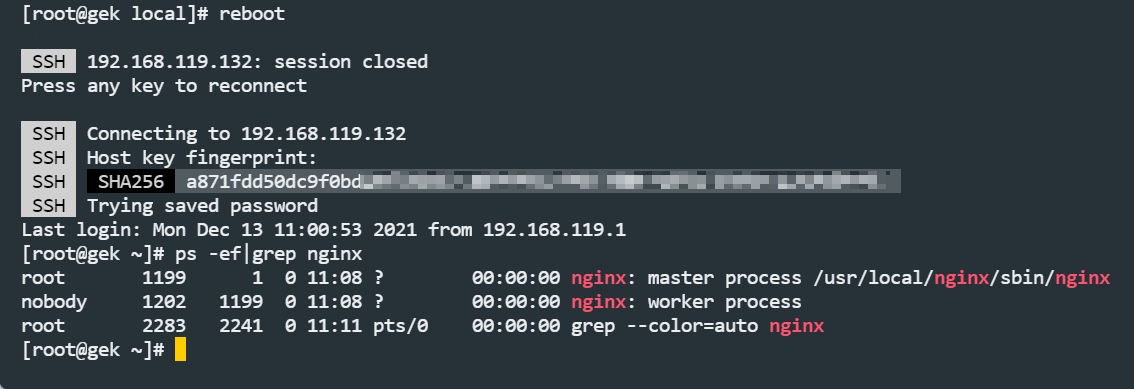 [root@gek local]# reboot
SSH 192.168.119.132: session closed
Press any key to reconnect
SSH Connecting to 192.168.119.132
SSH Host key fingerprint:
SSH SHA256 a871fdd50dc9f0bd
SSH Trying saved password
Last login: Mon Dec 13 11:00:53 2021 from 192.168.119.1
[root@gek ~]# ps -ef|grep nginx
root 1199 1 0 11:08 ? 00:00:00 nginx: master process /usr/local/nginx/sbin/nginx
nobody 1202 1199 0 11:08 ? 00:00:00 nginx: worker process
root 2283 2241 0 11:11 pts/0 00:00:00 grep --color=auto nginx
[root@gek ~]#